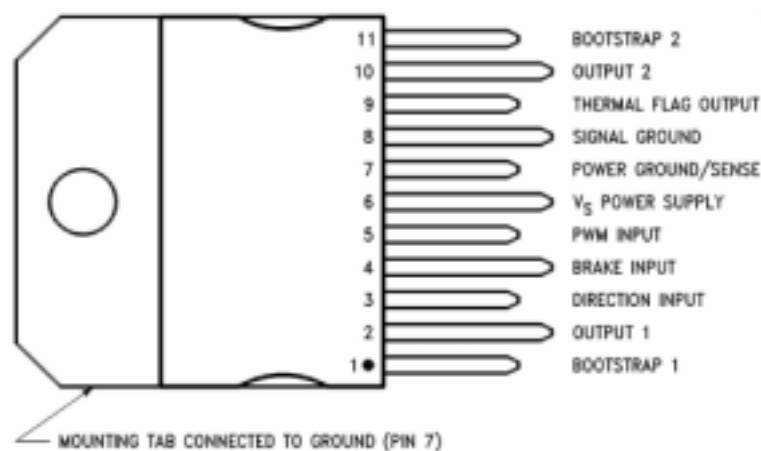 11 BOOTSTRAP 2
10 OUTPUT 2
9 THERMAL FLAG OUTPUT
8 SIGNAL GROUND
7 POWER GROUND/SENSE
6 VS POWER SUPPLY
5 PWM INPUT
4 BRAKE INPUT
3 DIRECTION INPUT
2 OUTPUT 1
1 BOOTSTRAP 1
MOUNTING TAB CONNECTED TO GROUND (PIN 7)